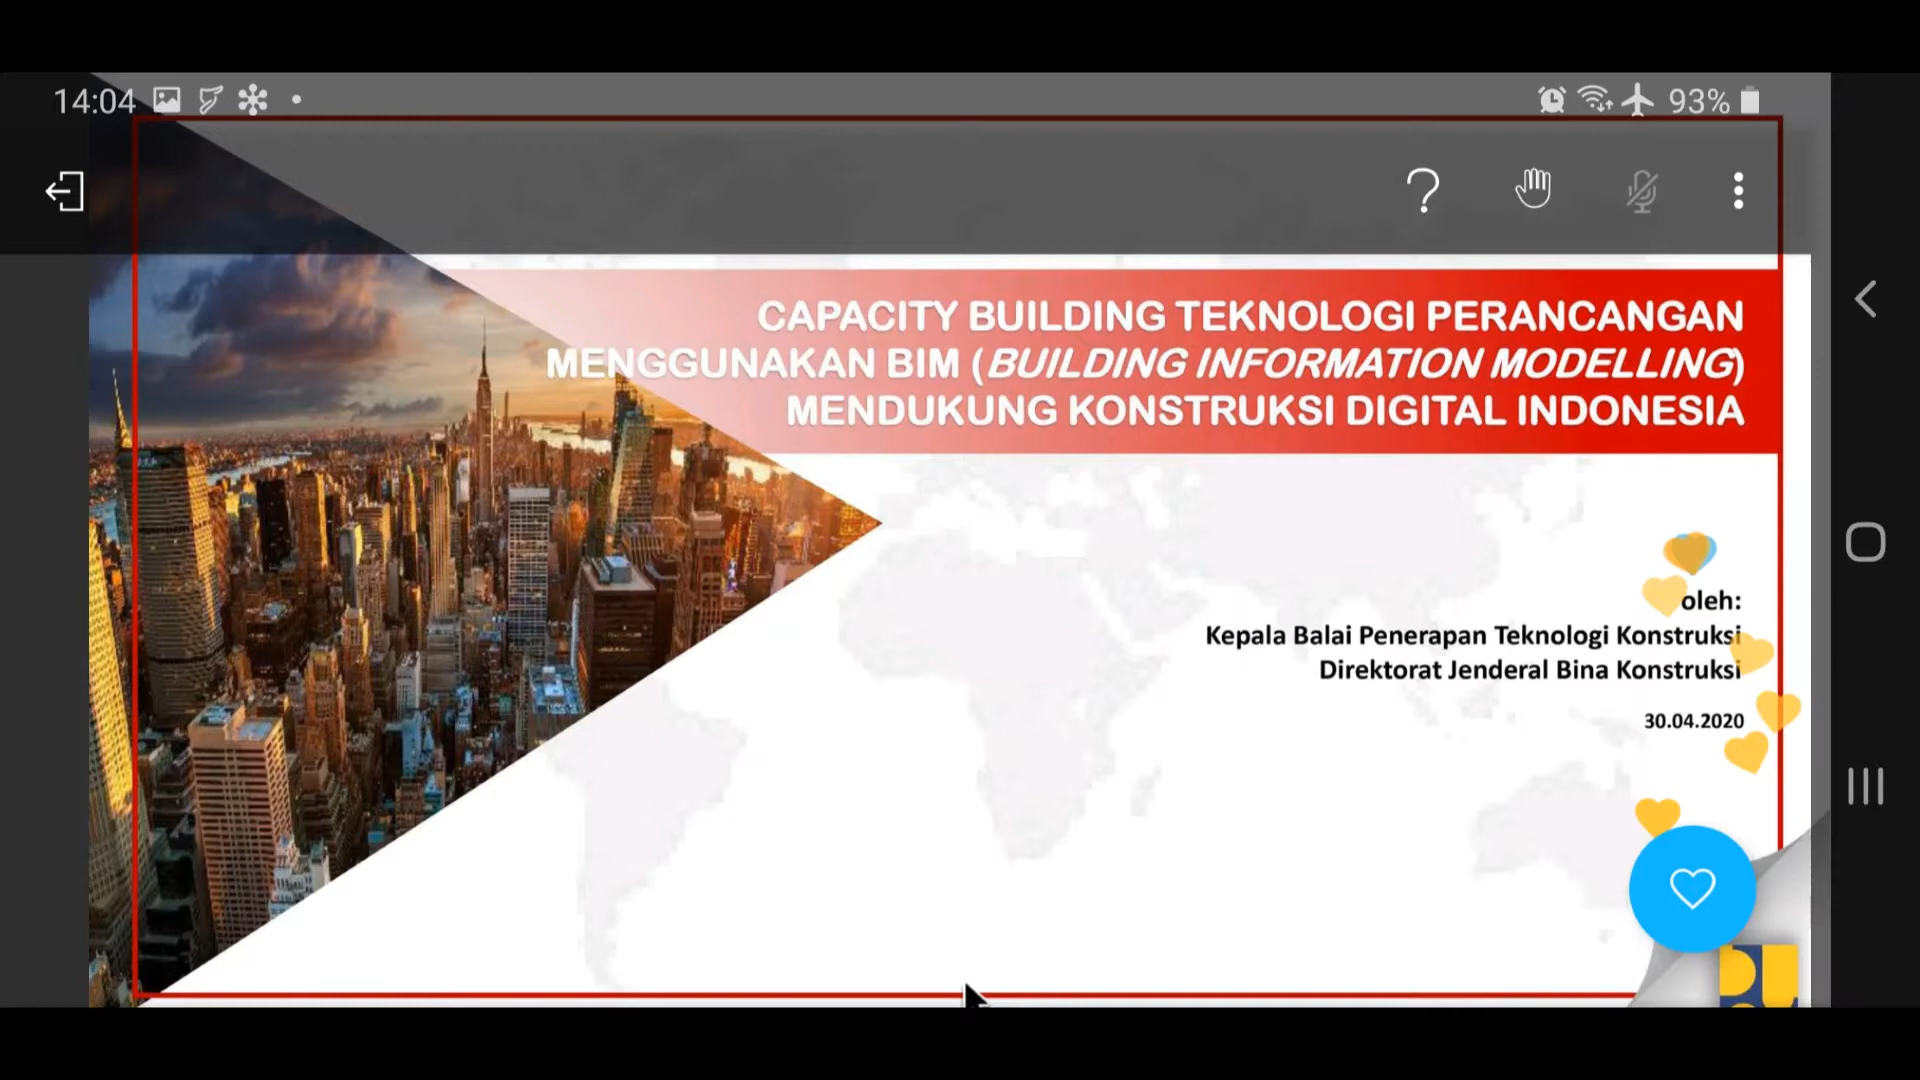 14:04
93%
CAPACITY BUILDING TEKNOLOGI PERANCANGAN
MENGGUNAKAN BIM (BUILDING INFORMATION MODELLING)
MENDUKUNG KONSTRUKSI DIGITAL INDONESIA
oleh:
Kepala Balai Penerapan Teknologi Konstruksi
Direktorat Jenderal Bina Konstruksi
30.04.2020